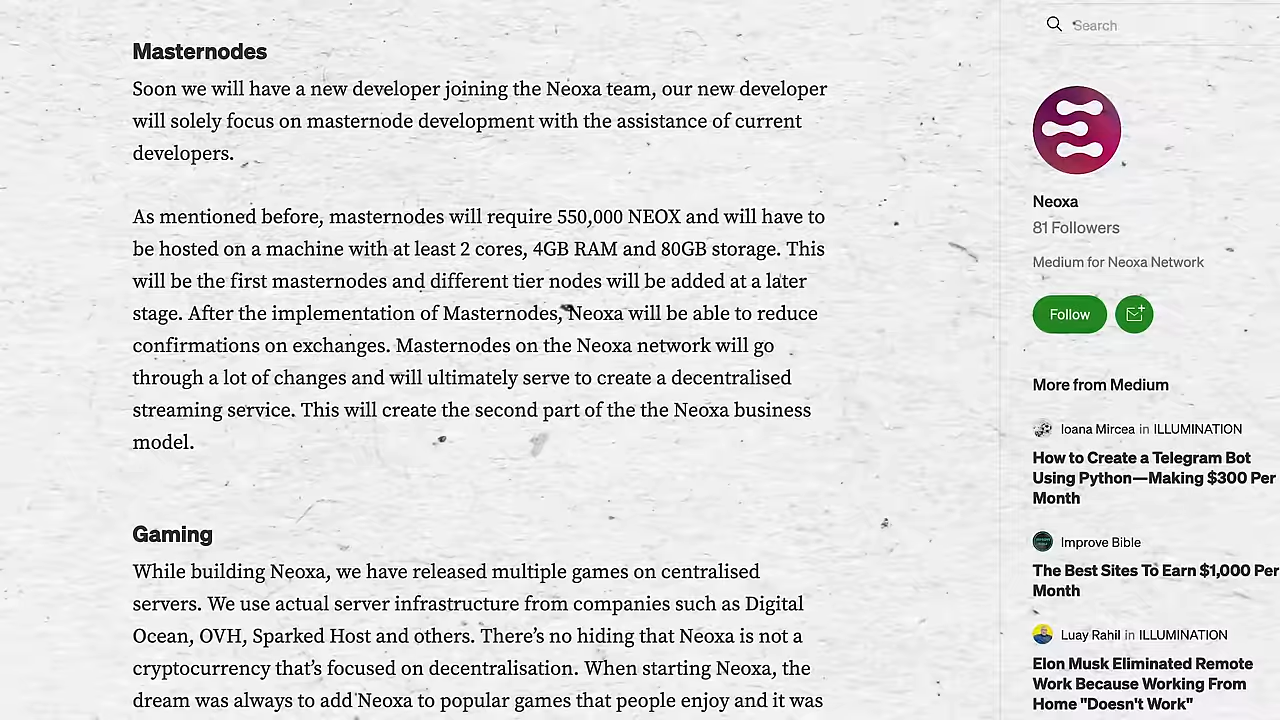 Masternodes
Soon we will have a new developer joining the Neoxa team, our new developer
will solely focus on masternode development with the assistance of current
developers.
As mentioned before, masternodes will require 550,000 NEOX and will have to
be hosted on a machine with at least 2 cores, 4GB RAM and 80GB storage. This
will be the first masternodes and different tier nodes will be added at a later
stage. After the implementation of Masternodes, Neoxa will be able to reduce
confirmations on exchanges. Masternodes on the Neoxa network will go
through a lot of changes and will ultimately serve to create a decentralised
streaming service. This will create the second part of the the Neoxa business
model.
Gaming
While building Neoxa, we have released multiple games on centralised
servers. We use actual server infrastructure from companies such as Digital
Ocean, OVH, Sparked Host and others. There’s no hiding that Neoxa is not a
cryptocurrency that’s focused on decentralisation. When starting Neoxa, the
dream was always to add Neoxa to popular games that people enjoy and it was
Search
Neoxa
81 Followers
Medium for Neoxa Network
Follow
More from Medium
Ioana Mircea in ILLUMINATION
How to Create a Telegram Bot
Using Python—Making $300 Per
Month
Improve Bible
The Best Sites To Earn $1,000 Per
Month
Luay Rahil in ILLUMINATION
Elon Musk Eliminated Remote
Work Because Working From
Home "Doesn't Work"